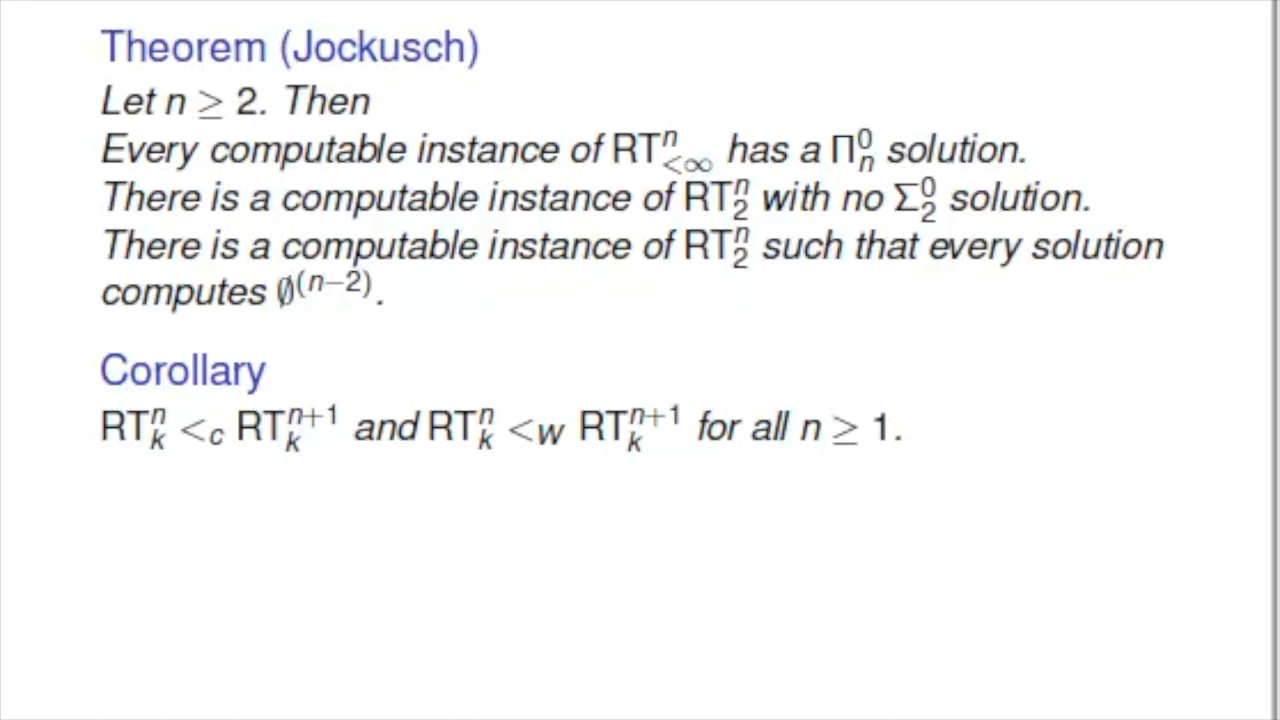 Theorem (Jockusch)
Let n ≥ 2. Then
Every computable instance of RT^n_{<∞} has a Π^0_n solution.
There is a computable instance of RT^n_2 with no Σ^0_2 solution.
There is a computable instance of RT^n_2 such that every solution
computes ∅^{(n−2)}.
Corollary
RT^n_k <_c RT^{n+1}_k and RT^n_k <_W RT^{n+1}_k for all n ≥ 1.